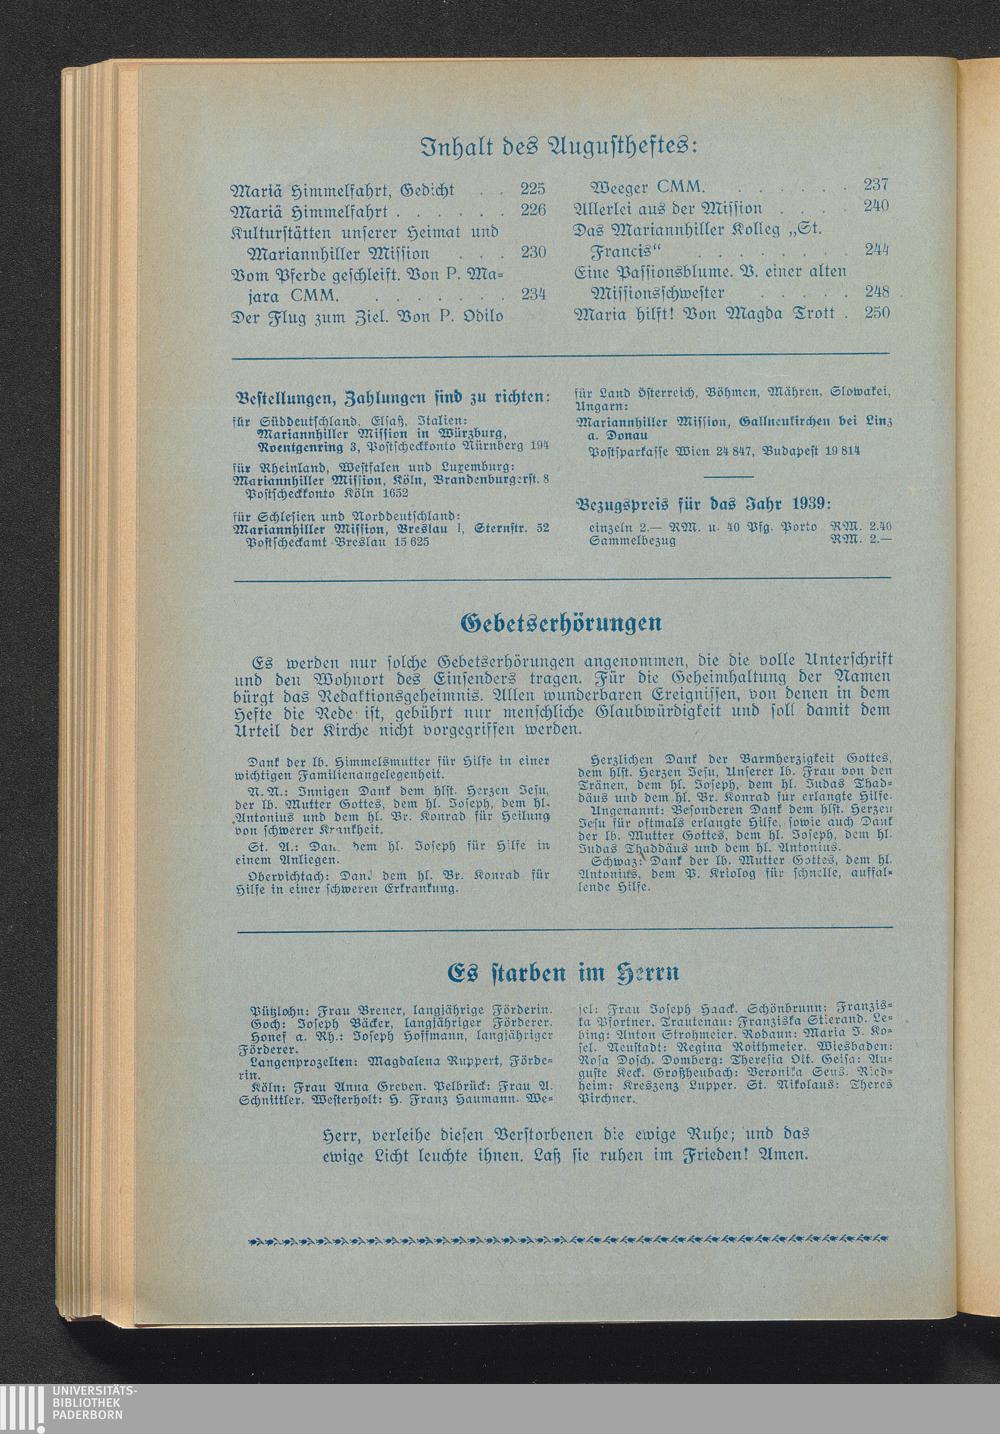 Inhalt des Augustheftes:
Mariä Himmelfahrt, Gedicht . . 225
Mariä Himmelfahrt . . . . . . 226
Kulturstätten unserer Heimat und
Mariannhiller Mission . . . 230
Vom Pferde geschleift. Von P. Ma-
jara CMM. . . . . . . . 234
Der Flug zum Ziel. Von P. Odilo
Weeger CMM. . . . . . . 237
Allerlei aus der Mission . . . . 240
Das Mariannhiller Kolleg „St.
Francis“ . . . . . . . . 244
Eine Passionsblume. V. einer alten
Missionsschwester . . . . . 248
Maria hilft! Von Magda Trott . 250
Bestellungen, Zahlungen sind zu richten:
für Süddeutschland, Elsaß, Italien:
Mariannhiller Mission in Würzburg,
Roentgenring 3, Postscheckkonto Nürnberg 194
für Rheinland, Westfalen und Luxemburg:
Mariannhiller Mission, Köln, Brandenburgerst. 8
Postscheckkonto Köln 1652
für Schlesien und Norddeutschland:
Mariannhiller Mission, Breslau I, Sternstr. 52
Postscheckamt Breslau 15 625
für Land Österreich, Böhmen, Mähren, Slowakei,
Ungarn:
Mariannhiller Mission, Gallneukirchen bei Linz
a. Donau
Postsparkasse Wien 24 847, Budapest 19 814
Bezugspreis für das Jahr 1939:
einzeln 2.— RM. u. 40 Pfg. Porto RM. 2.40
Sammelbezug RM. 2.—
Gebetserhörungen
Es werden nur solche Gebetserhörungen angenommen, die die volle Unterschrift
und den Wohnort des Einsenders tragen. Für die Geheimhaltung der Namen
bürgt das Redaktionsgeheimnis. Allen wunderbaren Ereignissen, von denen in dem
Hefte die Rede ist, gebührt nur menschliche Glaubwürdigkeit und soll damit dem
Urteil der Kirche nicht vorgegriffen werden.
Dank der lb. Himmelsmutter für Hilfe in einer
wichtigen Familienangelegenheit.
N. N.: Innigen Dank dem hlst. Herzen Jesu,
der lb. Mutter Gottes, dem hl. Joseph, dem hl.
Antonius und dem hl. Br. Konrad für Heilung
von schwerer Krankheit.
St. A.: Dank dem hl. Joseph für Hilfe in
einem Anliegen.
Obervichtach: Dank dem hl. Br. Konrad für
Hilfe in einer schweren Erkrankung.
Herzlichen Dank der Barmherzigkeit Gottes,
dem hlst. Herzen Jesu, Unserer lb. Frau von den
Tränen, dem hl. Joseph, dem hl. Judas Thad-
däus und dem hl. Br. Konrad für erlangte Hilfe.
Ungenannt: Besonderen Dank dem hlst. Herzen
Jesu für oftmals erlangte Hilfe, sowie auch Dank
der lb. Mutter Gottes, dem hl. Joseph, dem hl.
Judas Thaddäus und dem hl. Antonius.
Schwaz: Dank der lb. Mutter Gottes, dem hl.
Antonius, dem P. Kriolog für schnelle, auffal-
lende Hilfe.
Es starben im Herrn
Pützlohn: Frau Brener, langjährige Förderin.
Goch: Joseph Bäcker, langjähriger Förderer.
Honef a. Rh.: Joseph Hoffmann, langjähriger
Förderer.
Langenprozelten: Magdalena Ruppert, Förde-
rin.
Köln: Frau Anna Greven. Pelbrück: Frau A.
Schnittler. Westerholt: H. Franz Haumann. We-
sel: Frau Joseph Haack. Schönbrunn: Franzis-
ka Pfortner. Trautenau: Franziska Stierand. Le-
bing: Anton Strohmeier. Rodaun: Maria J. Ko-
sel. Neustadt: Regina Roithmeier. Wiesbaden:
Rosa Dosch. Domberg: Theresia Ott. Geisa: Au-
guste Keck. Großheubach: Veronika Seus. Ried-
heim: Kreszenz Lupper. St. Nikolaus: Theres
Pirchner.
Herr, verleihe diesen Verstorbenen die ewige Ruhe; und das
ewige Licht leuchte ihnen. Laß sie ruhen im Frieden! Amen.
UNIVERSITÄTS-
BIBLIOTHEK
PADERBORN